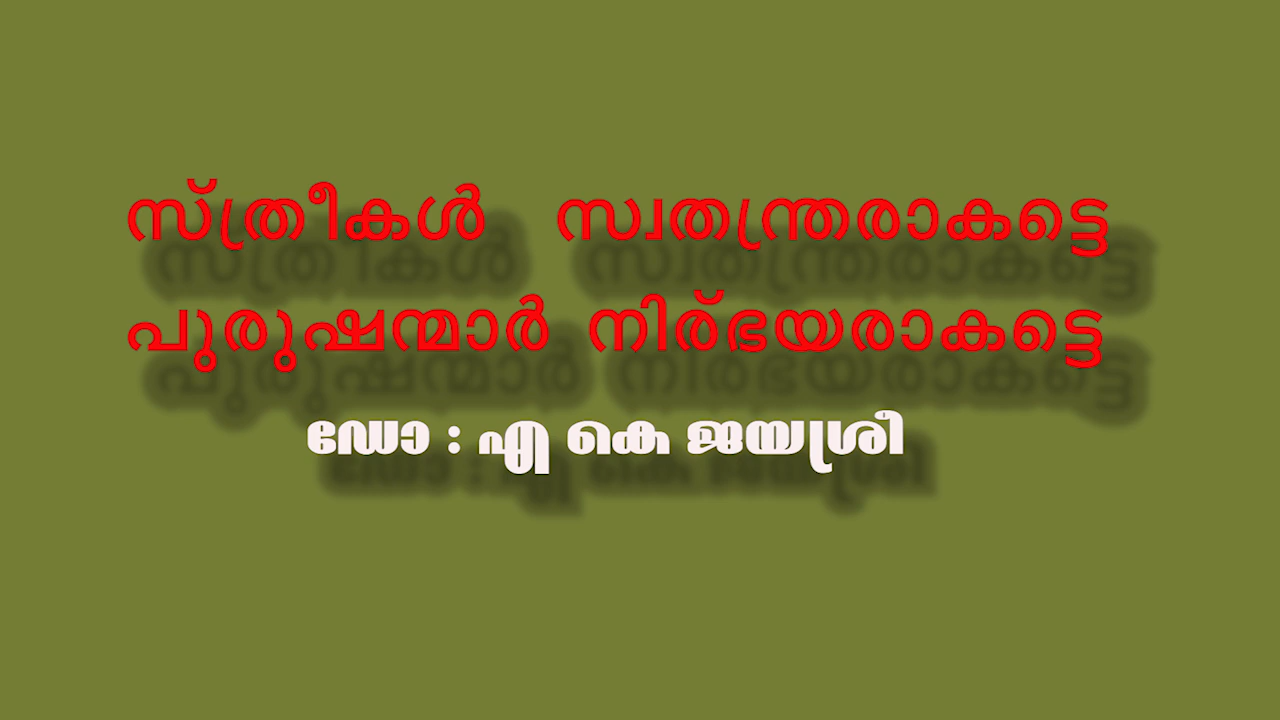 സ്ത്രീകൾ സ്വതന്ത്രരാകട്ടെ
പുരുഷന്മാർ നിര്ഭയരാകട്ടെ
ഡോ : എ കെ ജയശ്രീ